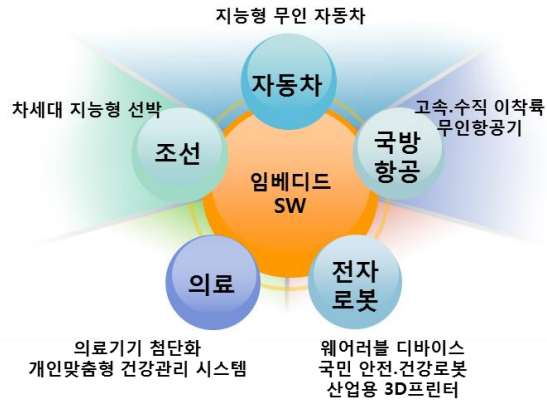 지능형 무인 자동차
자동차
차세대 지능형 선박
조선
고속.수직 이착륙
무인항공기
국방
항공
임베디드
SW
의료
전자
로봇
의료기기 첨단화
개인맞춤형 건강관리 시스템
웨어러블 디바이스
국민 안전.건강로봇
산업용 3D프린터